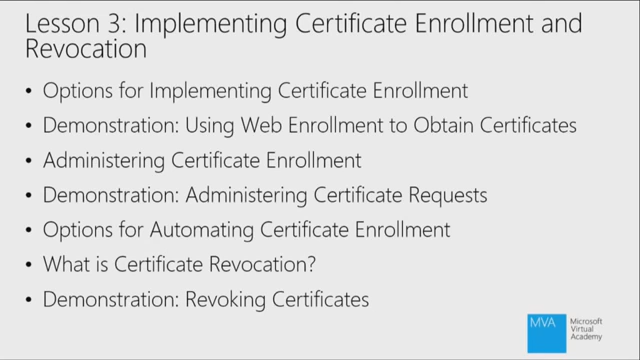 Lesson 3: Implementing Certificate Enrollment and
Revocation
• Options for Implementing Certificate Enrollment
• Demonstration: Using Web Enrollment to Obtain Certificates
• Administering Certificate Enrollment
• Demonstration: Administering Certificate Requests
• Options for Automating Certificate Enrollment
• What is Certificate Revocation?
• Demonstration: Revoking Certificates
MVA
Microsoft
Virtual
Academy